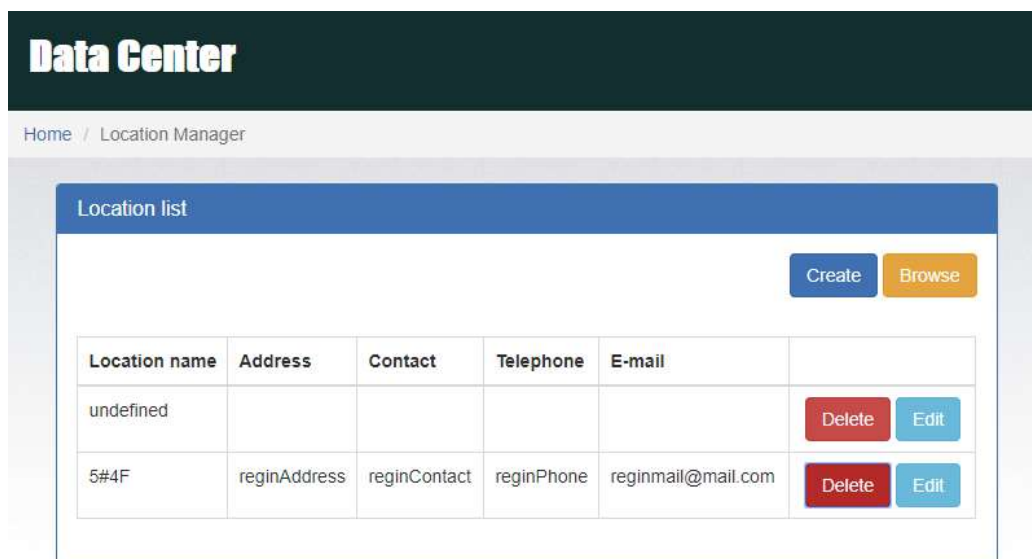 Data Center
Home / Location Manager
Location list
Create Browse
Location name Address Contact Telephone E-mail
undefined Delete Edit
5#4F reginAddress reginContact reginPhone reginmail@mail.com Delete Edit